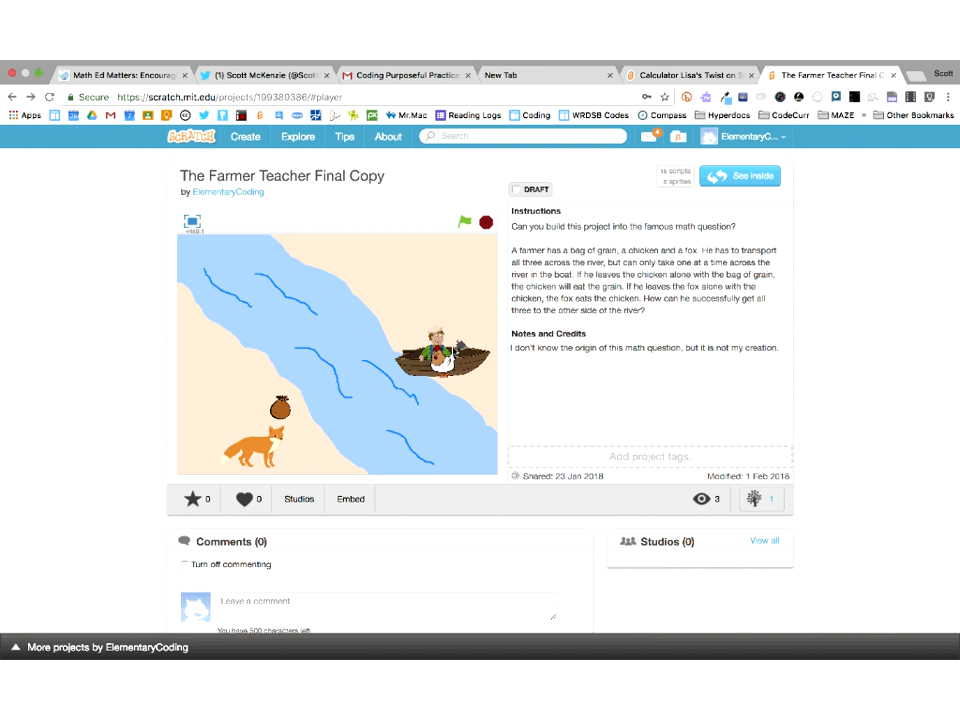 Math Ed Matters: Encourag
(1) Scott McKenzie (@Scott
Coding Purposeful Practice
New Tab
Calculator Lisa's Twist on S
The Farmer Teacher Final C
Scott
Secure https://scratch.mit.edu/projects/199389386/#player
Apps Mr.Mac Reading Logs Coding WRDSB Codes Compass Hyperdocs CodeCurr MAZE » Other Bookmarks
SCRATCH Create Explore Tips About Search ElementaryC...
The Farmer Teacher Final Copy
by ElementaryCoding
DRAFT
5 sprites
See inside
Instructions
Can you build this project into the famous math question?
A farmer has a bag of grain, a chicken and a fox. He has to transport
all three across the river, but can only take one at a time across the
river in the boat. If he leaves the chicken alone with the bag of grain,
the chicken will eat the grain. If he leaves the fox alone with the
chicken, the fox eats the chicken. How can he successfully get all
three to the other side of the river?
Notes and Credits
I don't know the origin of this math question, but it is not my creation.
Add project tags.
Shared: 23 Jan 2018 Modified: 1 Feb 2018
0 0 Studios Embed 3 1
Comments (0)
Turn off commenting
Leave a comment
You have 500 characters left.
Studios (0) View all
More projects by ElementaryCoding